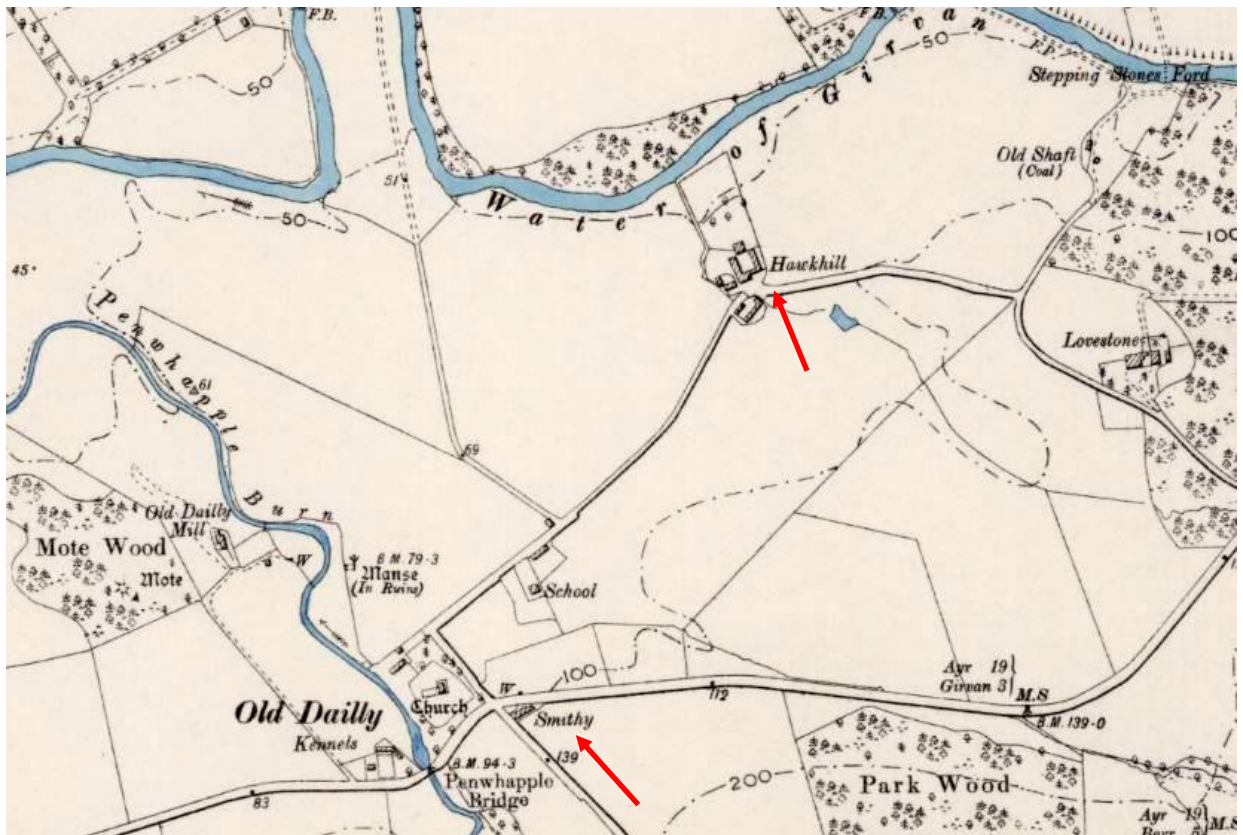 F.B.
F.B.
50
F.P.
50
Stepping Stones Ford
Water of Girvan
51
50
Old Shaft
(Coal)
100
45
Hawkhill
Penwhapple Burn
61
Lovestone
69
Old Dailly
Mill
Mote Wood
Mote
W
B.M. 79·3
Manse
(In Ruins)
School
100
Ayr 19
Girvan 3
W
M.S
112
Church
Old Dailly
Smithy
B.M. 139·0
Kennels
139
B.M. 94·3
Penwhapple
Bridge
83
200
Park Wood
Ayr 19
M.S